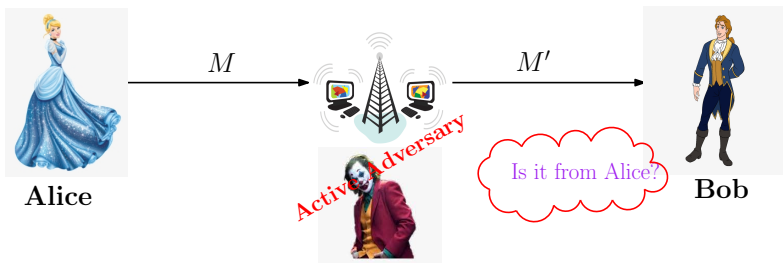 M
M′
Active Adversary
Is it from Alice?
Alice
Bob